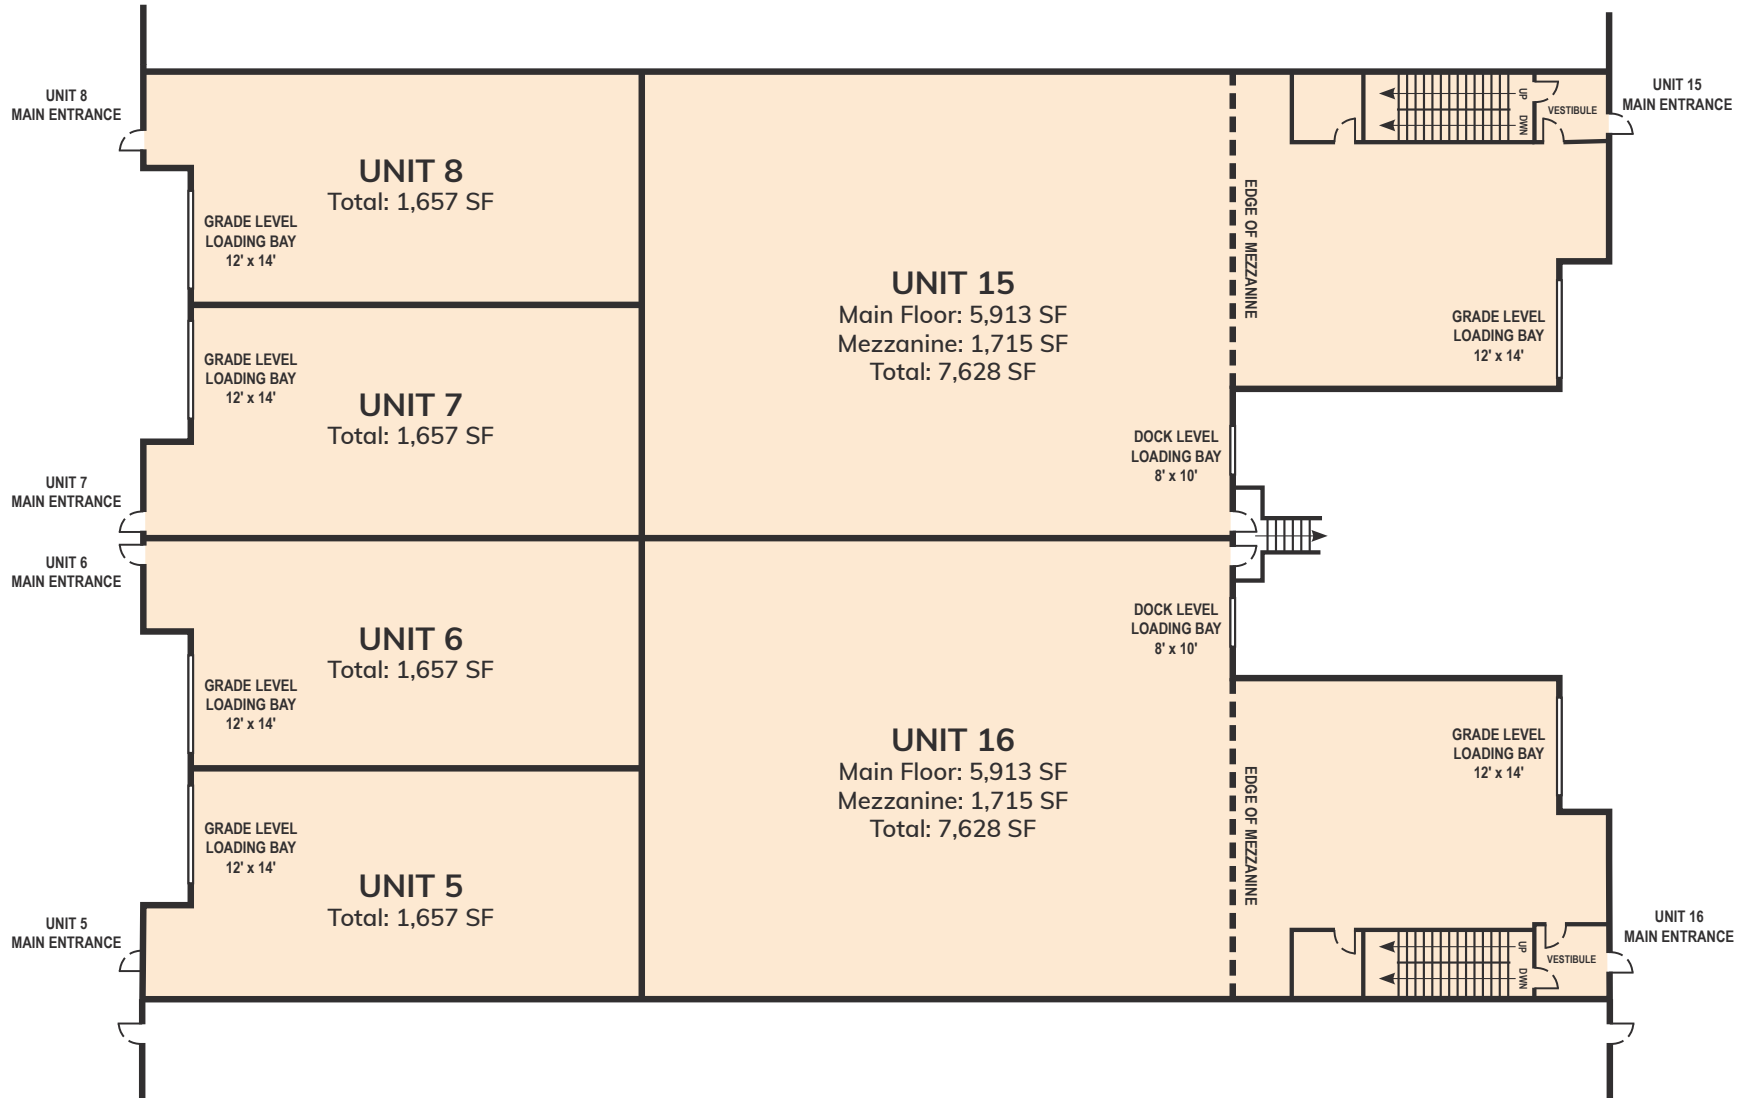 UNIT 8
MAIN ENTRANCE
UNIT 8
Total: 1,657 SF
GRADE LEVEL
LOADING BAY
12' x 14'
GRADE LEVEL
LOADING BAY
12' x 14'
UNIT 7
Total: 1,657 SF
UNIT 7
MAIN ENTRANCE
UNIT 6
MAIN ENTRANCE
UNIT 6
Total: 1,657 SF
GRADE LEVEL
LOADING BAY
12' x 14'
GRADE LEVEL
LOADING BAY
12' x 14'
UNIT 5
Total: 1,657 SF
UNIT 5
MAIN ENTRANCE
UNIT 15
Main Floor: 5,913 SF
Mezzanine: 1,715 SF
Total: 7,628 SF
DOCK LEVEL
LOADING BAY
8' x 10'
DOCK LEVEL
LOADING BAY
8' x 10'
UNIT 16
Main Floor: 5,913 SF
Mezzanine: 1,715 SF
Total: 7,628 SF
EDGE OF MEZZANINE
UP
DWN
VESTIBULE
UNIT 15
MAIN ENTRANCE
GRADE LEVEL
LOADING BAY
12' x 14'
GRADE LEVEL
LOADING BAY
12' x 14'
EDGE OF MEZZANINE
UP
DWN
VESTIBULE
UNIT 16
MAIN ENTRANCE